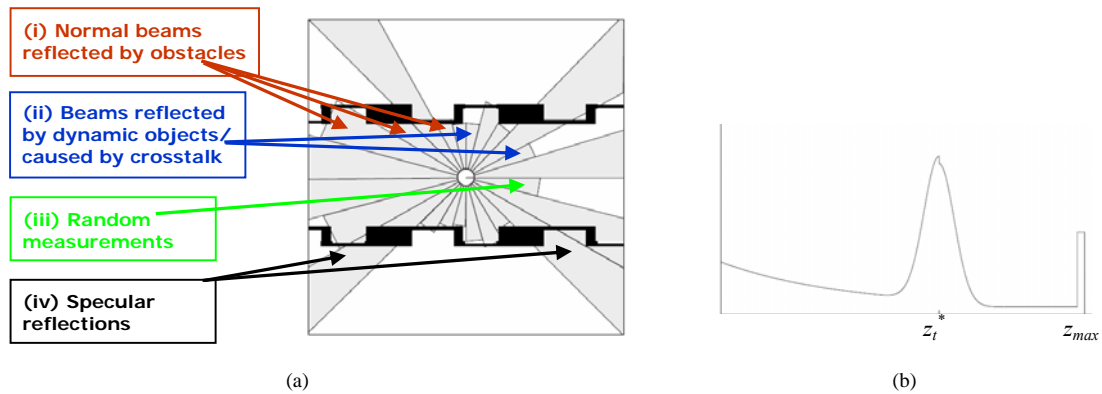 (i) Normal beams
reflected by obstacles
(ii) Beams reflected
by dynamic objects/
caused by crosstalk
(iii) Random
measurements
(iv) Specular
reflections
z_t^*
z_max
(a)
(b)